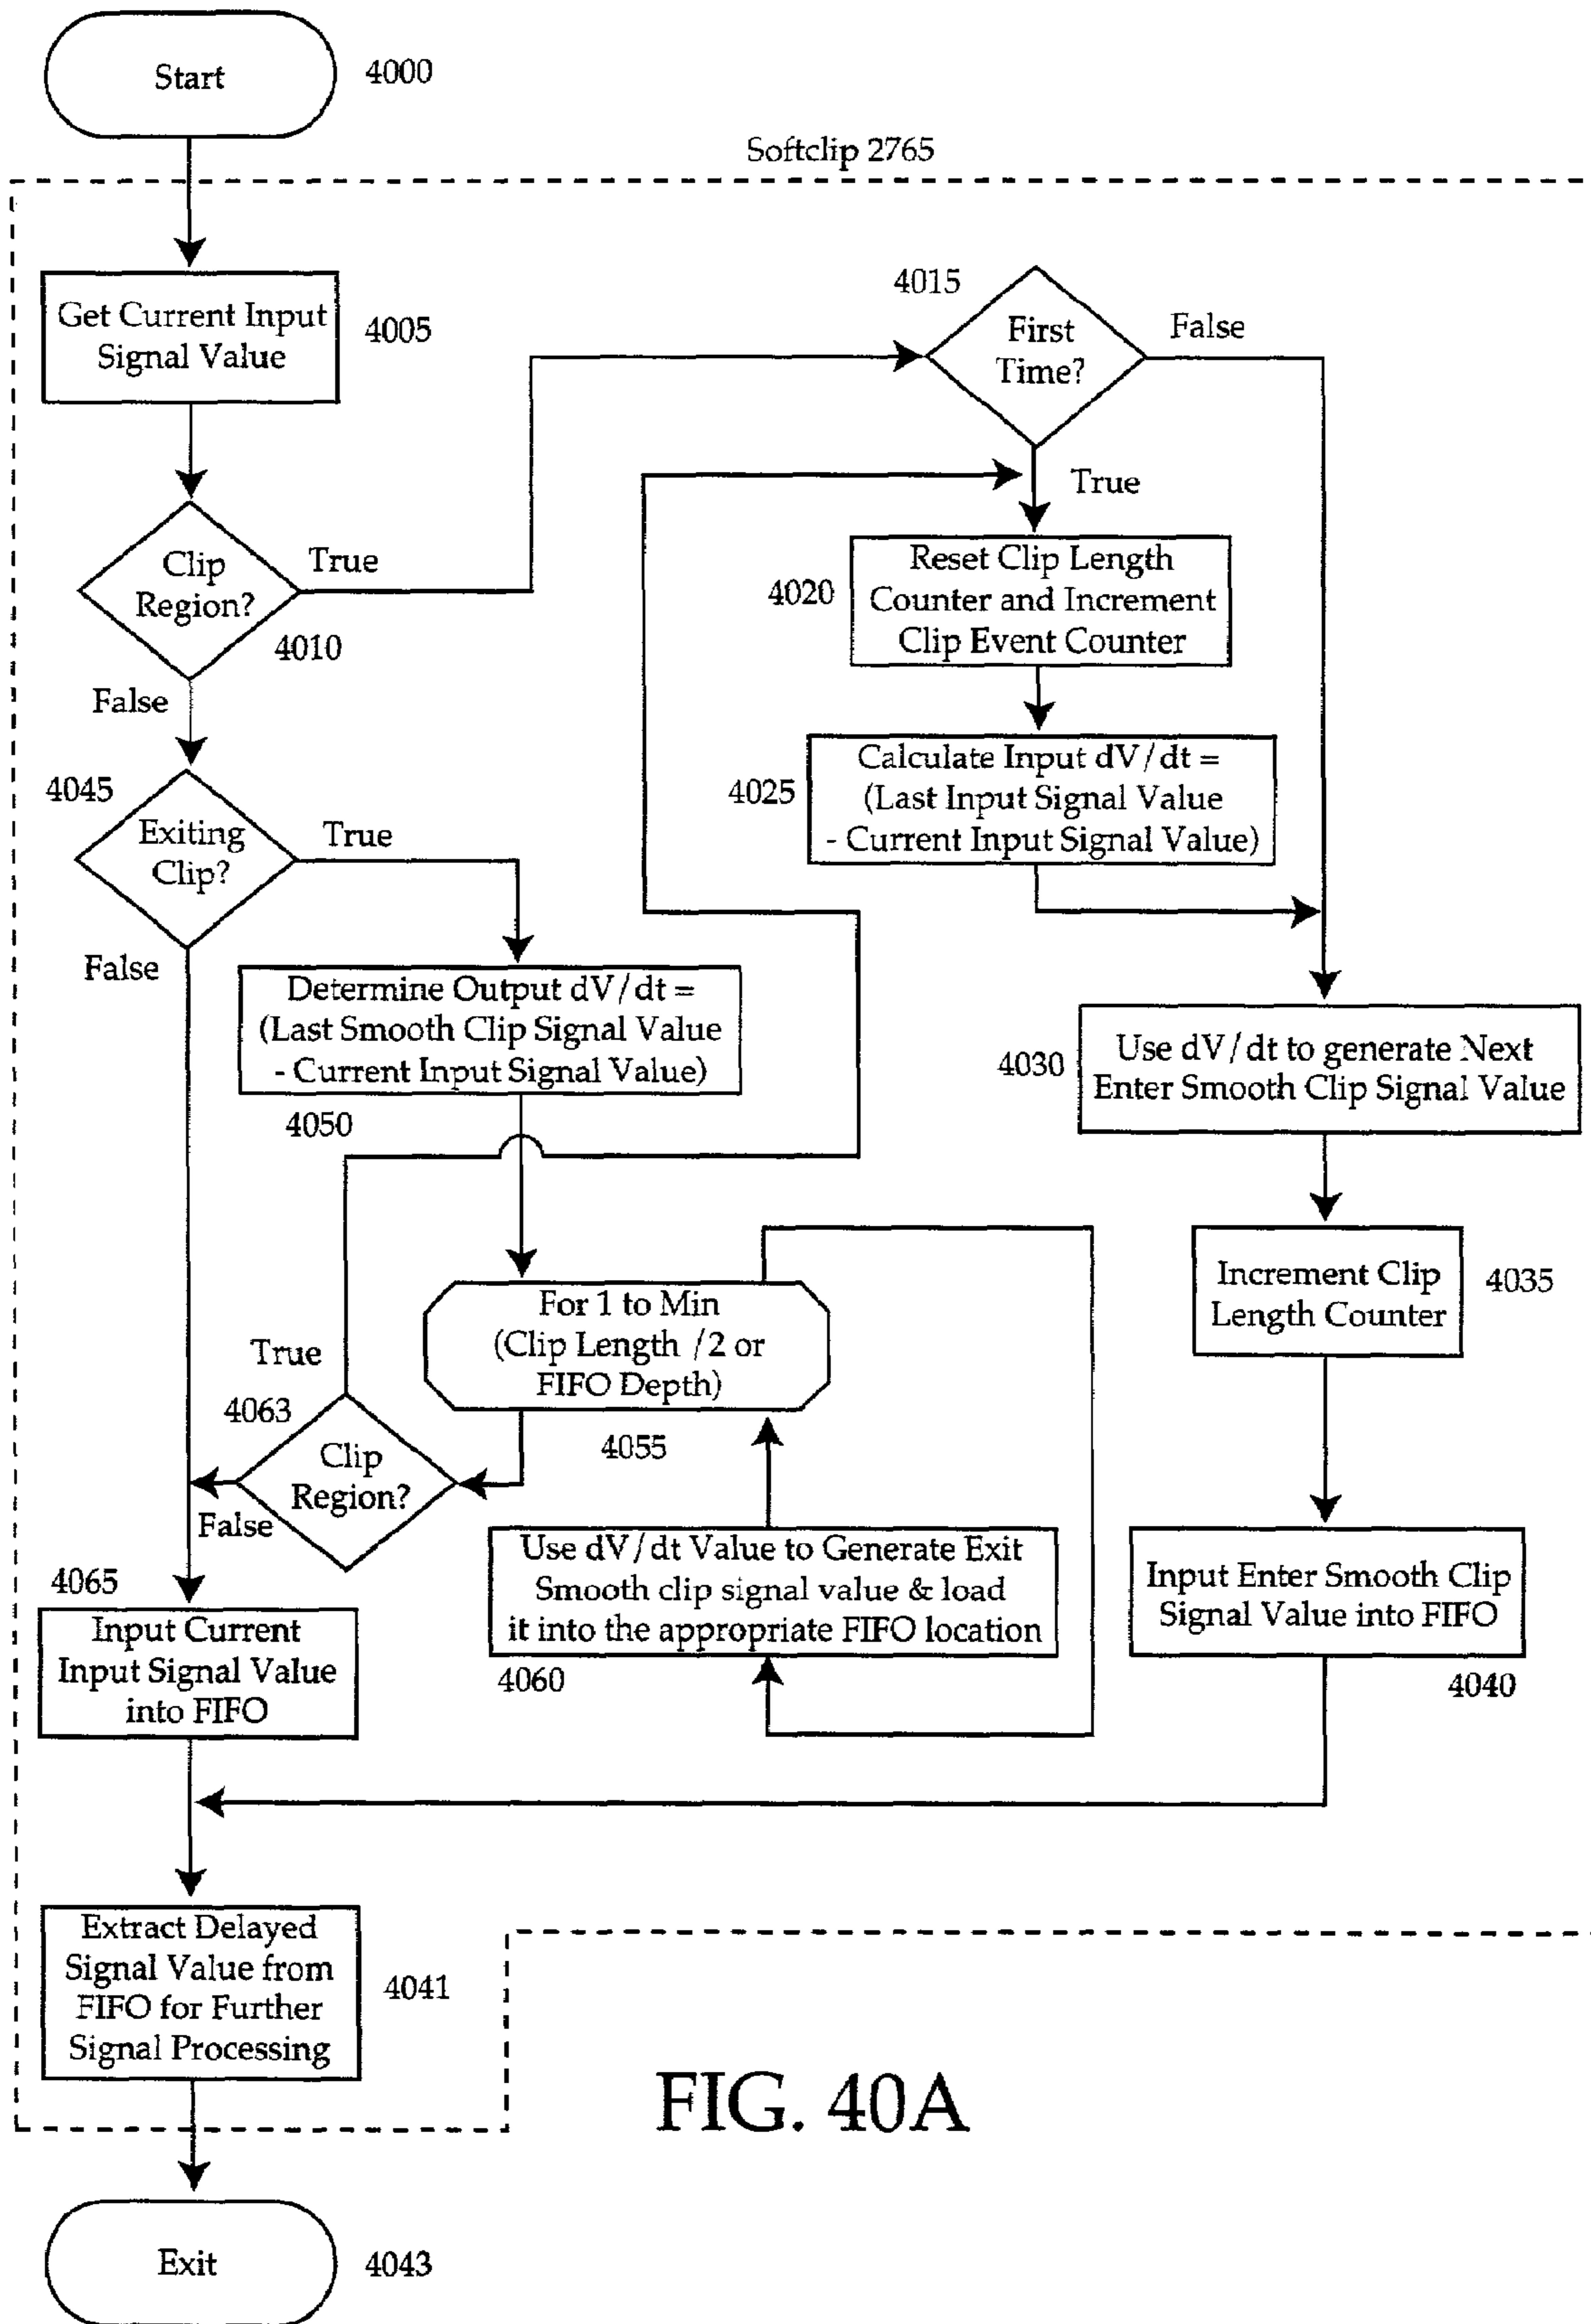 Start
4000
Softclip 2765
Get Current Input
Signal Value
4005
4015
First
Time?
False
True
Clip
Region?
True
4010
False
4020
Reset Clip Length
Counter and Increment
Clip Event Counter
4025
Calculate Input dV/dt =
(Last Input Signal Value
- Current Input Signal Value)
4045
Exiting
Clip?
True
False
Determine Output dV/dt =
(Last Smooth Clip Signal Value
- Current Input Signal Value)
4050
4030
Use dV/dt to generate Next
Enter Smooth Clip Signal Value
Increment Clip
Length Counter
4035
For 1 to Min
(Clip Length /2 or
FIFO Depth)
4055
True
4063
Clip
Region?
False
Use dV/dt Value to Generate Exit
Smooth clip signal value & load
it into the appropriate FIFO location
4060
Input Enter Smooth Clip
Signal Value into FIFO
4040
4065
Input Current
Input Signal Value
into FIFO
Extract Delayed
Signal Value from
FIFO for Further
Signal Processing
4041
FIG. 40A
Exit
4043